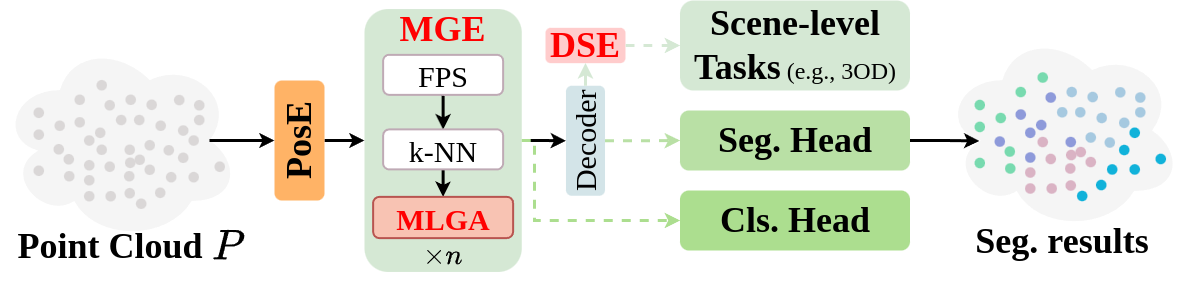 Point Cloud P
PosE
MGE
FPS
k-NN
MLGA
×n
DSE
Decoder
Scene-level
Tasks (e.g., 3OD)
Seg. Head
Cls. Head
Seg. results